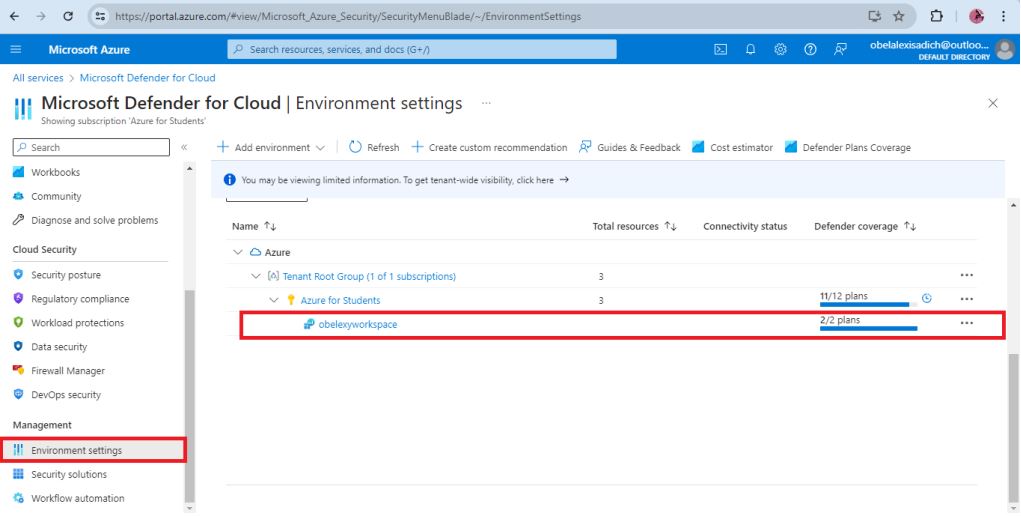 https://portal.azure.com/#view/Microsoft_Azure_Security/SecurityMenuBlade/~/EnvironmentSettings
Microsoft Azure
Search resources, services, and docs (G+/)
obelalexisadich@outloo...
DEFAULT DIRECTORY
All services > Microsoft Defender for Cloud
Microsoft Defender for Cloud | Environment settings ...
Showing subscription 'Azure for Students'
Search
«
Add environment
Refresh
Create custom recommendation
Guides & Feedback
Cost estimator
Defender Plans Coverage
You may be viewing limited information. To get tenant-wide visibility, click here →
Workbooks
Community
Diagnose and solve problems
Cloud Security
Security posture
Regulatory compliance
Workload protections
Data security
Firewall Manager
DevOps security
Management
Environment settings
Security solutions
Workflow automation
Name ↑↓ Total resources ↑↓ Connectivity status Defender coverage ↑↓
Azure
Tenant Root Group (1 of 1 subscriptions) 3 ...
Azure for Students 3 11/12 plans ...
obelexyworkspace 2/2 plans ...